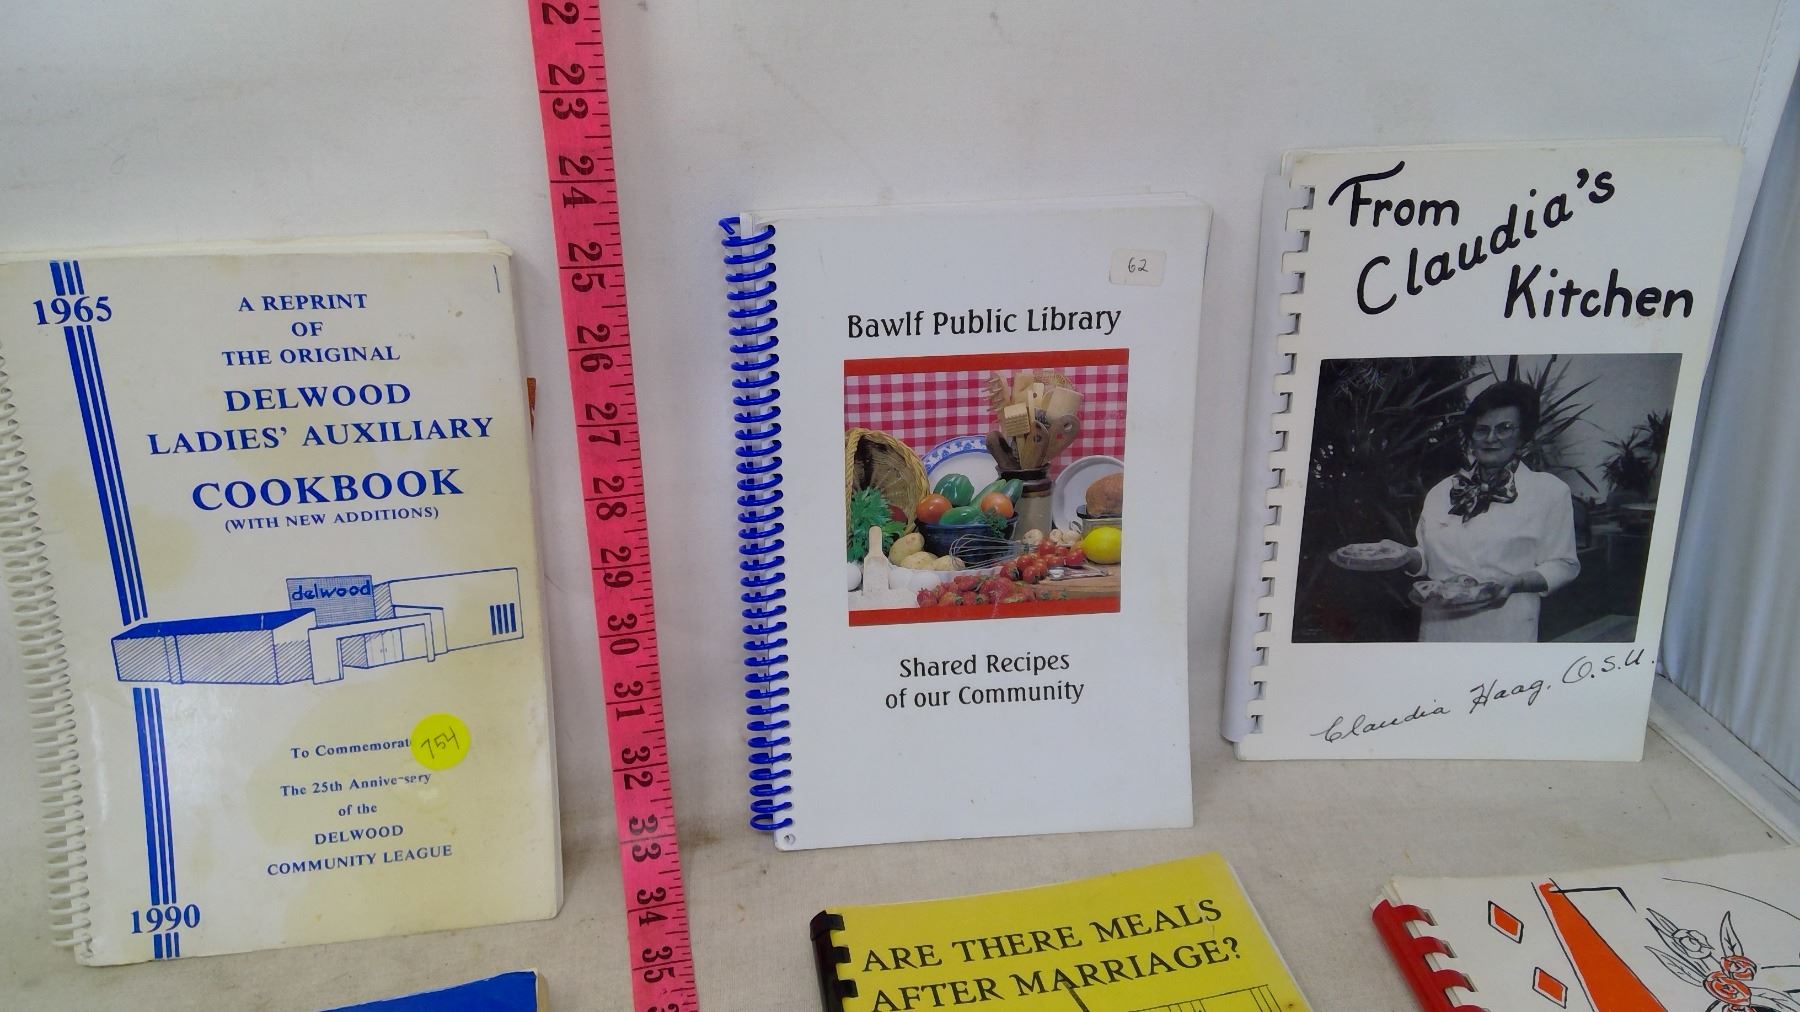 1965
A REPRINT
OF
THE ORIGINAL
DELWOOD
LADIES' AUXILIARY
COOKBOOK
(WITH NEW ADDITIONS)
delwood
754
To Commemorat
The 25th Anniversary
of the
DELWOOD
COMMUNITY LEAGUE
1990
2
23
24
25
26
27
28
29
30
31
32
33
34
35
62
Bawlf Public Library
Shared Recipes
of our Community
From
Claudia's
Kitchen
Claudia Haag, O.S.U.
ARE THERE MEALS
AFTER MARRIAGE?